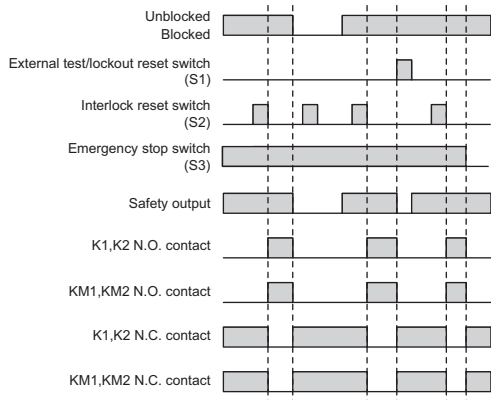 Unblocked
Blocked
External test/lockout reset switch
(S1)
Interlock reset switch
(S2)
Emergency stop switch
(S3)
Safety output
K1,K2 N.O. contact
KM1,KM2 N.O. contact
K1,K2 N.C. contact
KM1,KM2 N.C. contact